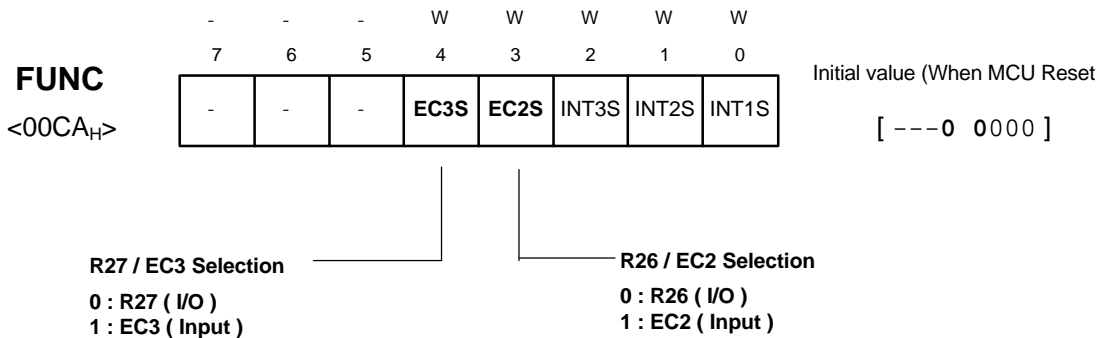 - - - W W W W W
7 6 5 4 3 2 1 0
FUNC
<00CAH>
- - - EC3S EC2S INT3S INT2S INT1S
Initial value (When MCU Reset
[ ---0 0000 ]
R27 / EC3 Selection
0 : R27 ( I/O )
1 : EC3 ( Input )
R26 / EC2 Selection
0 : R26 ( I/O )
1 : EC2 ( Input )